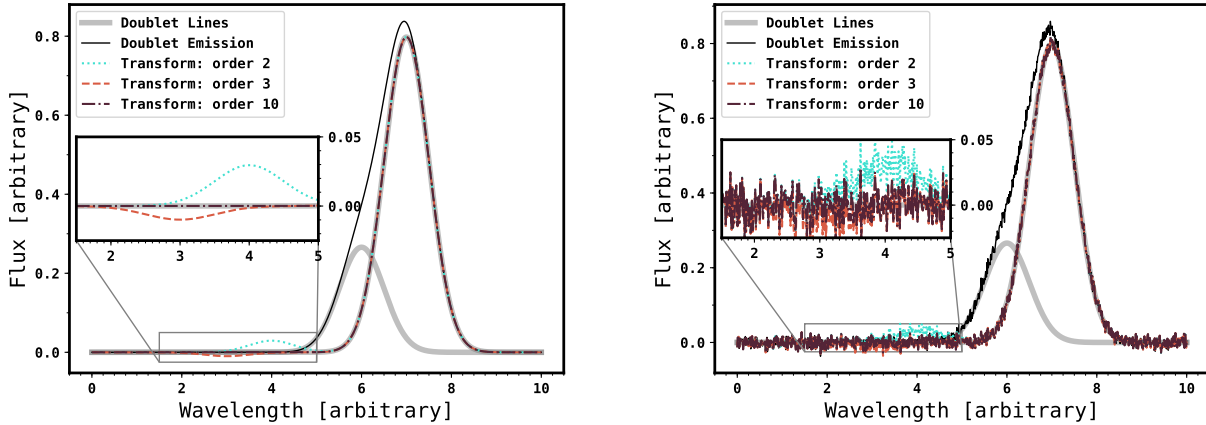 Doublet Lines
Doublet Emission
Transform: order 2
Transform: order 3
Transform: order 10
0.8
0.6
0.4
0.2
0.0
Flux [arbitrary]
0.05
0.00
2 3 4 5
0 2 4 6 8 10
Wavelength [arbitrary]
Doublet Lines
Doublet Emission
Transform: order 2
Transform: order 3
Transform: order 10
0.8
0.6
0.4
0.2
0.0
Flux [arbitrary]
0.05
0.00
2 3 4 5
0 2 4 6 8 10
Wavelength [arbitrary]